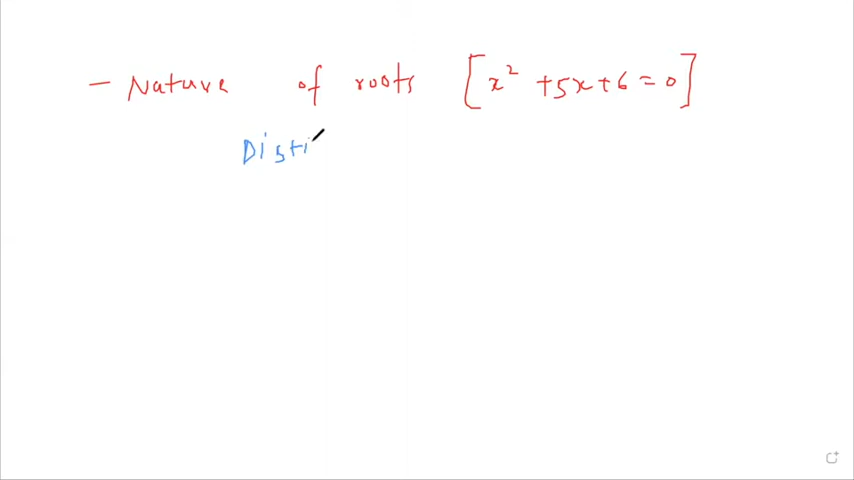 - Nature of roots [x² +5x+6=0]
Disti